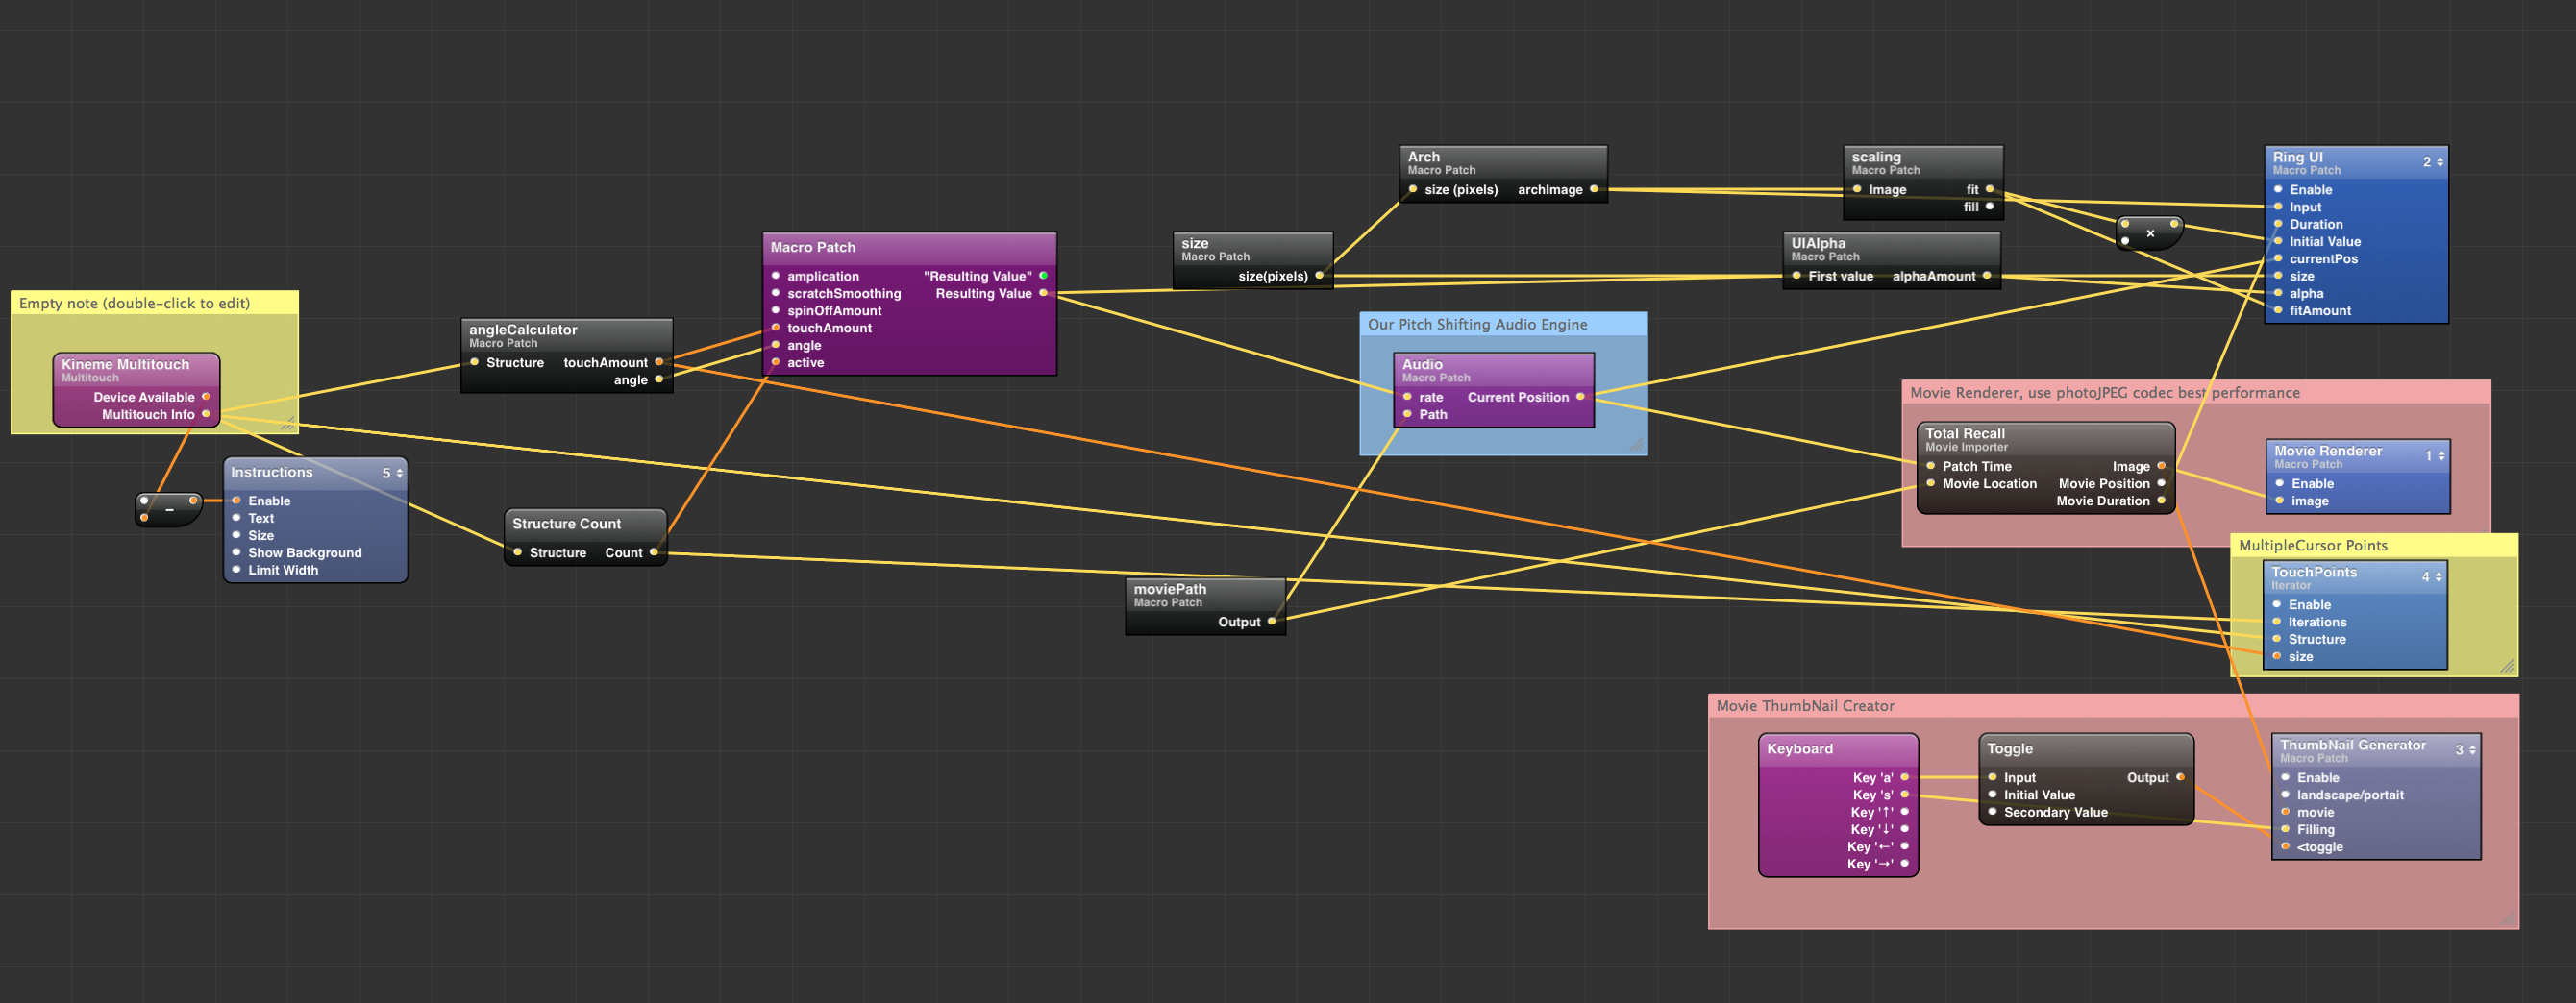 Empty note (double-click to edit)
Kineme Multitouch
Multitouch
Device Available
Multitouch Info
-
Instructions 5
Enable
Text
Size
Show Background
Limit Width
angleCalculator
Macro Patch
Structure touchAmount
angle
Structure Count
Structure Count
Macro Patch
amplication "Resulting Value"
scratchSmoothing Resulting Value
spinOffAmount
touchAmount
angle
active
size
Macro Patch
size(pixels)
moviePath
Macro Patch
Output
Arch
Macro Patch
size (pixels) archImage
Our Pitch Shifting Audio Engine
Audio
Macro Patch
rate Current Position
Path
scaling
Macro Patch
Image fit
fill
UIAlpha
Macro Patch
First value alphaAmount
×
Ring UI 2
Macro Patch
Enable
Input
Duration
Initial Value
currentPos
size
alpha
fitAmount
Movie Renderer, use photoJPEG codec best performance
Total Recall
Movie Importer
Patch Time Image
Movie Location Movie Position
Movie Duration
Movie Renderer 1
Macro Patch
Enable
image
MultipleCursor Points
TouchPoints 4
Iterator
Enable
Iterations
Structure
size
Movie ThumbNail Creator
Keyboard
Key 'a'
Key 's'
Key '↑'
Key '↓'
Key '←'
Key '→'
Toggle
Input Output
Initial Value
Secondary Value
ThumbNail Generator 3
Macro Patch
Enable
landscape/portait
movie
Filling
<toggle